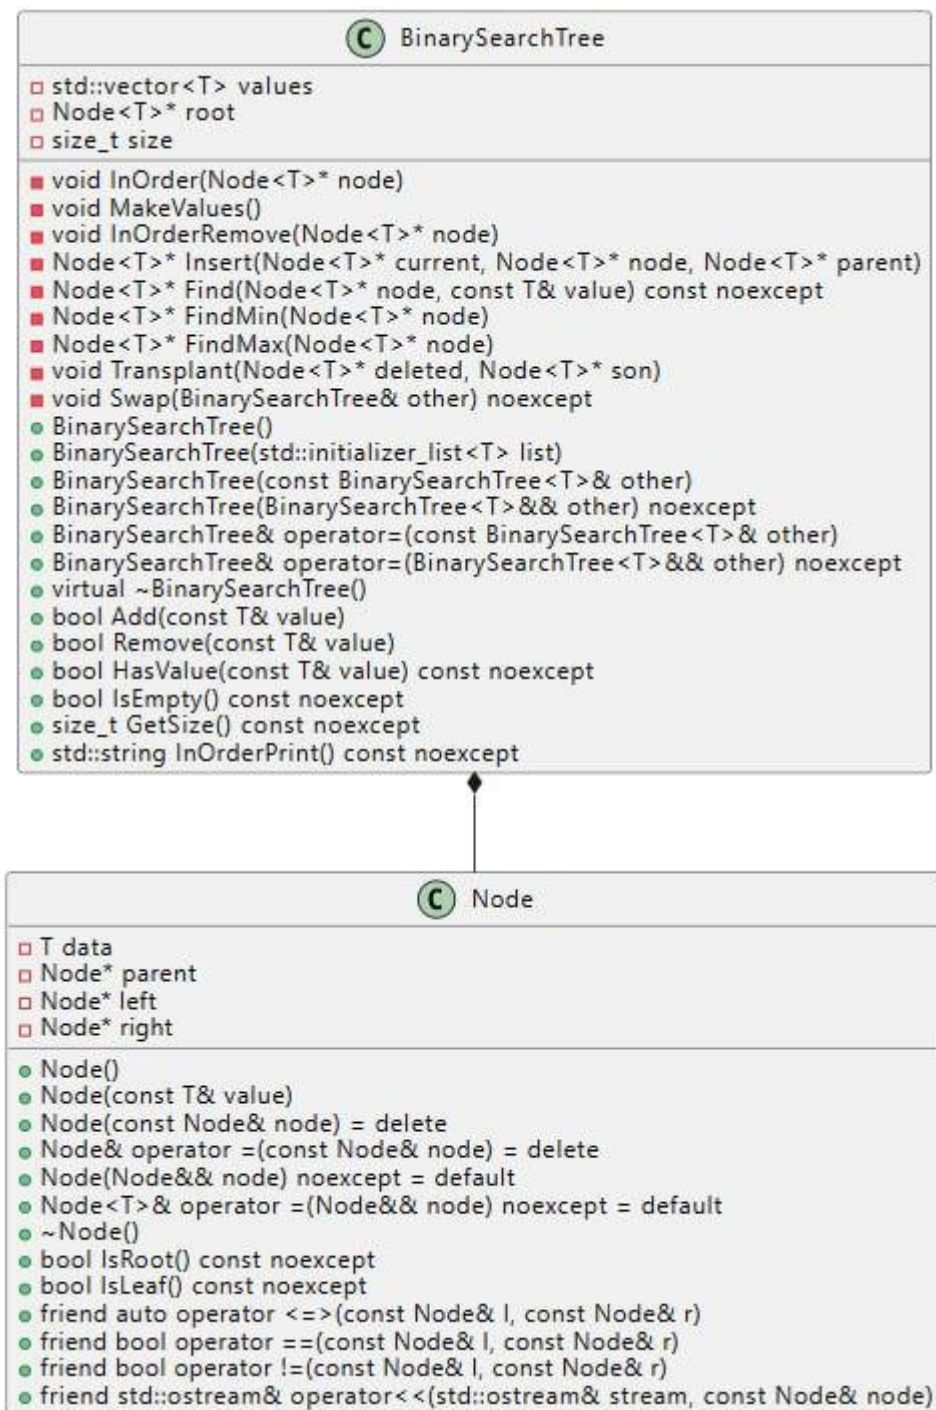 C BinarySearchTree
std::vector<T> values
Node<T>* root
size_t size
void InOrder(Node<T>* node)
void MakeValues()
void InOrderRemove(Node<T>* node)
Node<T>* Insert(Node<T>* current, Node<T>* node, Node<T>* parent)
Node<T>* Find(Node<T>* node, const T& value) const noexcept
Node<T>* FindMin(Node<T>* node)
Node<T>* FindMax(Node<T>* node)
void Transplant(Node<T>* deleted, Node<T>* son)
void Swap(BinarySearchTree& other) noexcept
BinarySearchTree()
BinarySearchTree(std::initializer_list<T> list)
BinarySearchTree(const BinarySearchTree<T>& other)
BinarySearchTree(BinarySearchTree<T>&& other) noexcept
BinarySearchTree& operator=(const BinarySearchTree<T>& other)
BinarySearchTree& operator=(BinarySearchTree<T>&& other) noexcept
virtual ~BinarySearchTree()
bool Add(const T& value)
bool Remove(const T& value)
bool HasValue(const T& value) const noexcept
bool IsEmpty() const noexcept
size_t GetSize() const noexcept
std::string InOrderPrint() const noexcept
C Node
T data
Node* parent
Node* left
Node* right
Node()
Node(const T& value)
Node(const Node& node) = delete
Node& operator =(const Node& node) = delete
Node(Node&& node) noexcept = default
Node<T>& operator =(Node&& node) noexcept = default
~Node()
bool IsRoot() const noexcept
bool IsLeaf() const noexcept
friend auto operator <=>(const Node& l, const Node& r)
friend bool operator ==(const Node& l, const Node& r)
friend bool operator !=(const Node& l, const Node& r)
friend std::ostream& operator<<(std::ostream& stream, const Node& node)